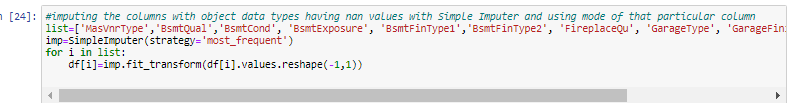 [24]: #imputing the columns with object data types having nan values with Simple Imputer and using mode of that particular column
list=['MasVnrType','BsmtQual','BsmtCond', 'BsmtExposure', 'BsmtFinType1','BsmtFinType2', 'FireplaceQu', 'GarageType', 'GarageFin
imp=SimpleImputer(strategy='most_frequent')
for i in list:
df[i]=imp.fit_transform(df[i].values.reshape(-1,1))